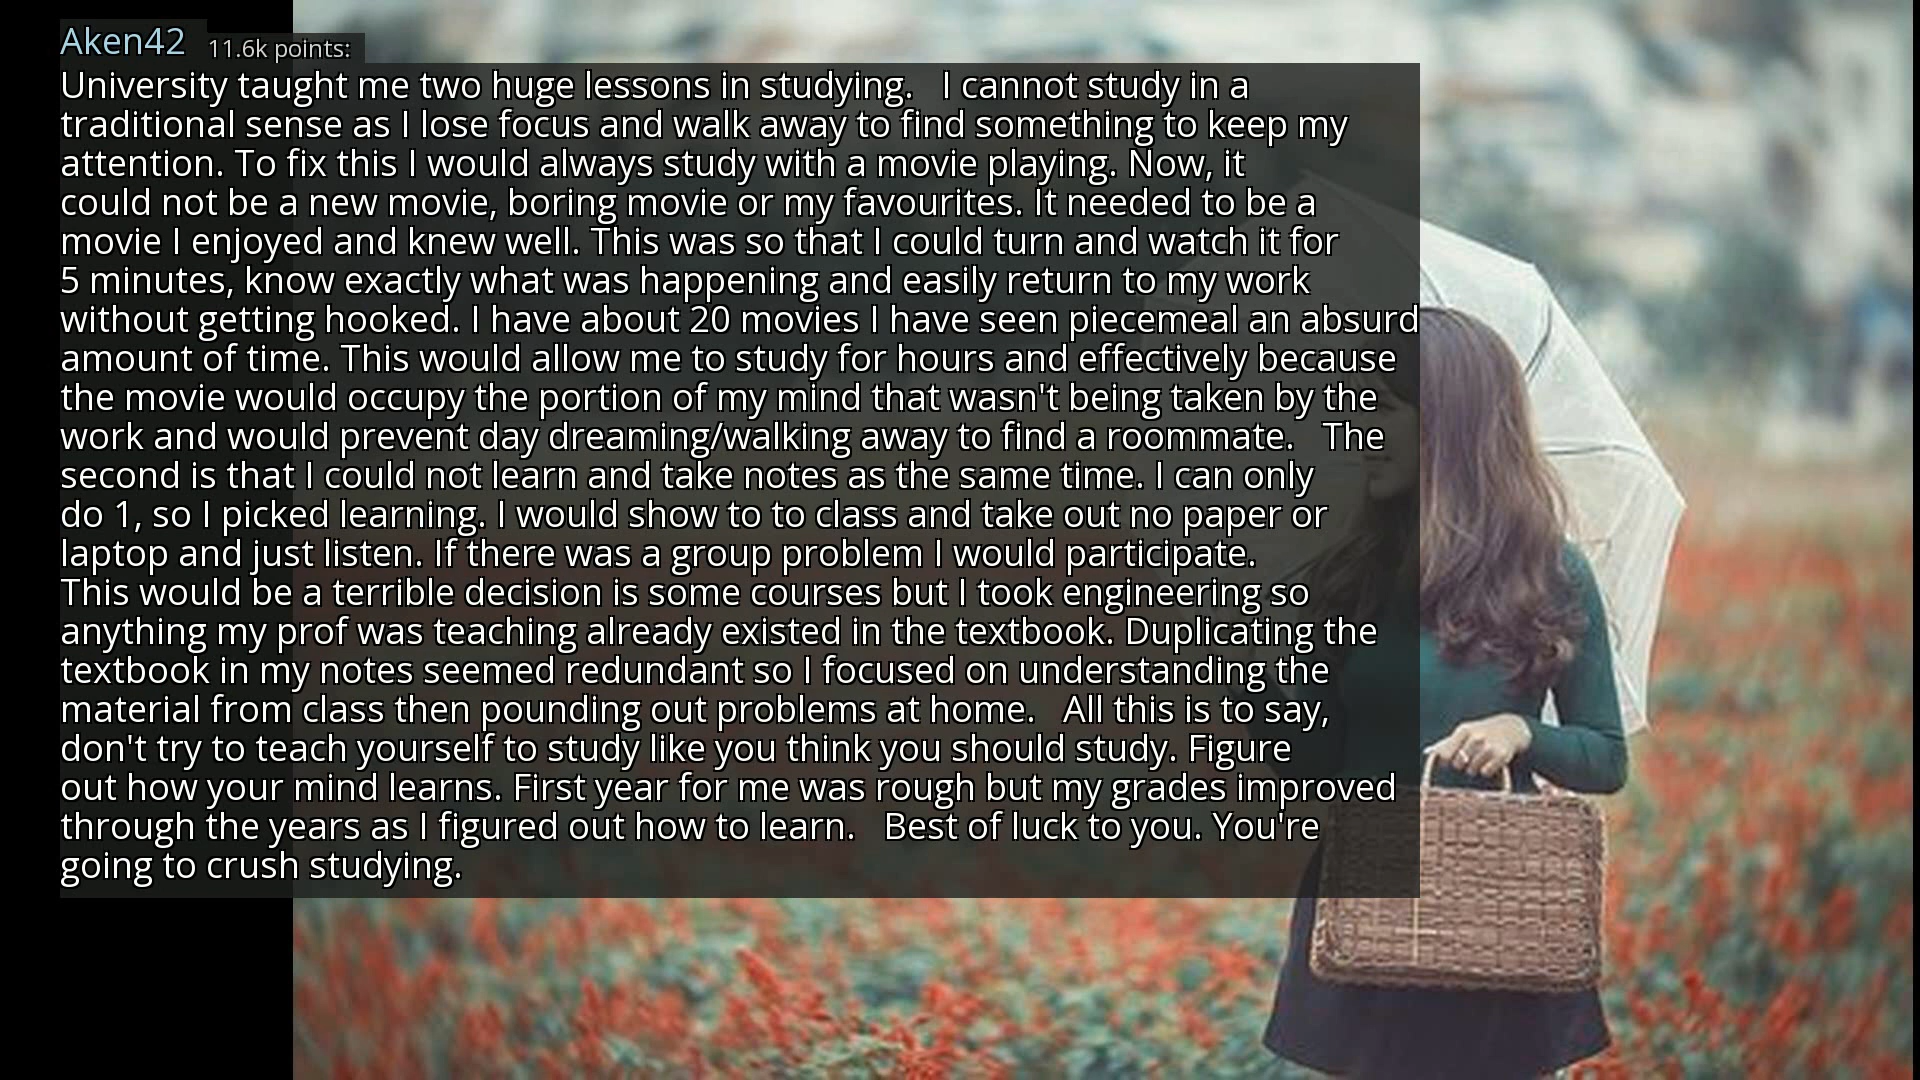 Aken42 11.6k points:
University taught me two huge lessons in studying.   I cannot study in a
traditional sense as I lose focus and walk away to find something to keep my
attention. To fix this I would always study with a movie playing. Now, it
could not be a new movie, boring movie or my favourites. It needed to be a
movie I enjoyed and knew well. This was so that I could turn and watch it for
5 minutes, know exactly what was happening and easily return to my work
without getting hooked. I have about 20 movies I have seen piecemeal an absurd
amount of time. This would allow me to study for hours and effectively because
the movie would occupy the portion of my mind that wasn't being taken by the
work and would prevent day dreaming/walking away to find a roommate.   The
second is that I could not learn and take notes as the same time. I can only
do 1, so I picked learning. I would show to to class and take out no paper or
laptop and just listen. If there was a group problem I would participate.
This would be a terrible decision is some courses but I took engineering so
anything my prof was teaching already existed in the textbook. Duplicating the
textbook in my notes seemed redundant so I focused on understanding the
material from class then pounding out problems at home.   All this is to say,
don't try to teach yourself to study like you think you should study. Figure
out how your mind learns. First year for me was rough but my grades improved
through the years as I figured out how to learn.   Best of luck to you. You're
going to crush studying.